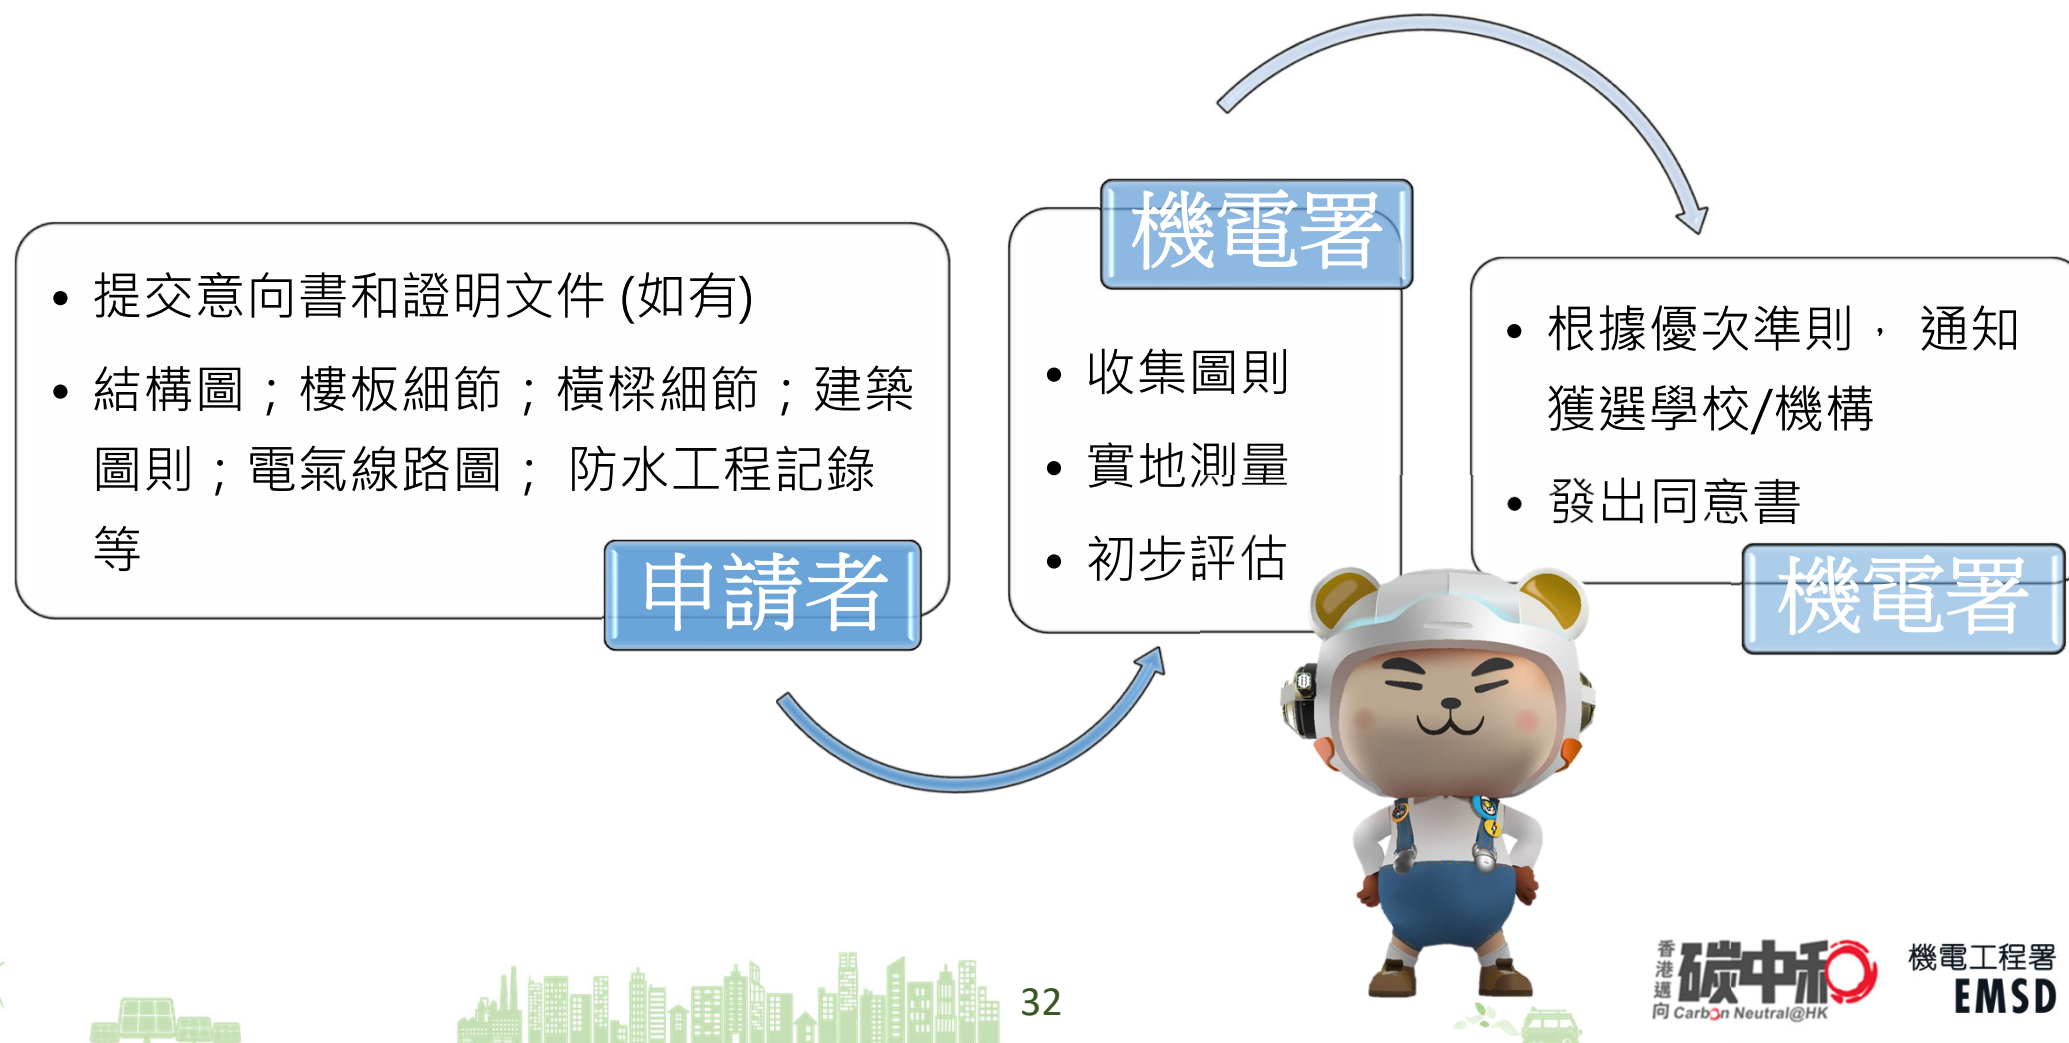 • 提交意向書和證明文件 (如有)
• 結構圖；樓板細節；橫樑細節；建築
圖則；電氣線路圖； 防水工程記錄
等
申請者
機電署
• 收集圖則
• 實地測量
• 初步評估
• 根據優次準則， 通知
獲選學校/機構
• 發出同意書
機電署
32
香港邁向
碳中和
Carbon Neutral@HK
機電工程署
EMSD